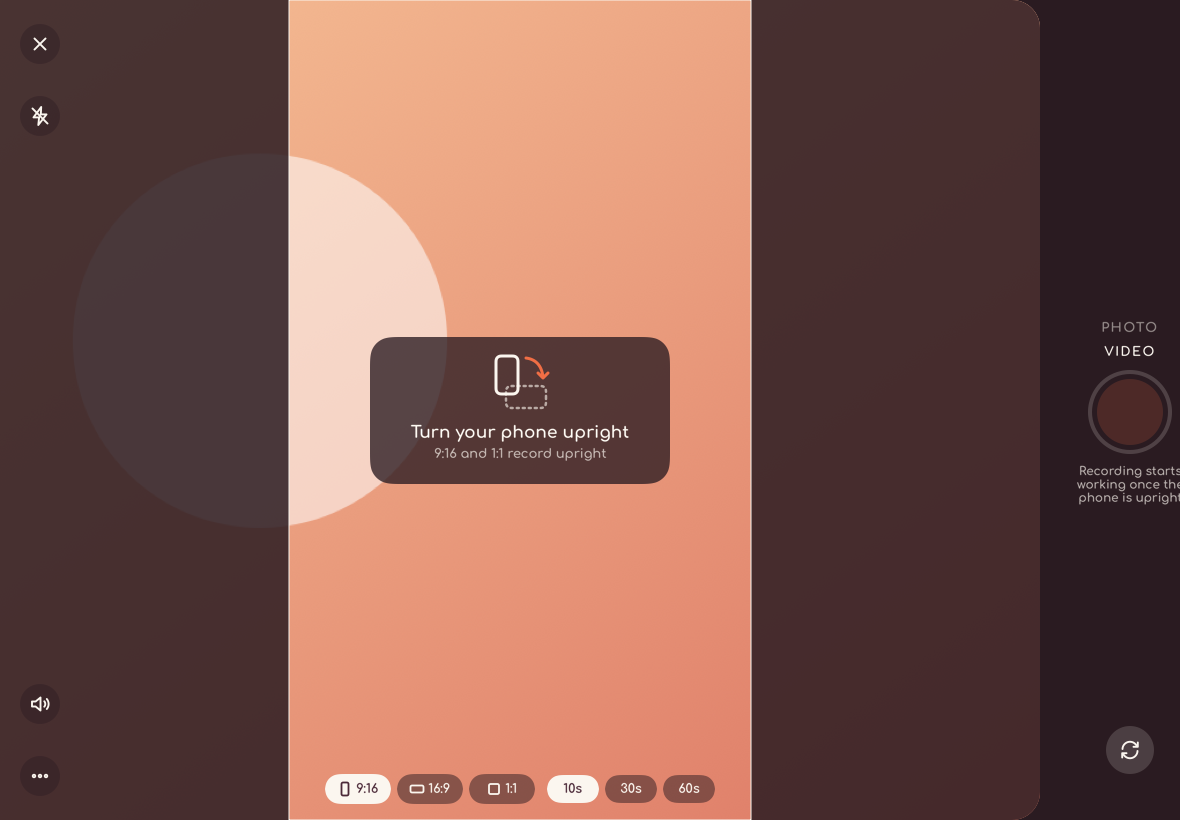 PHOTO
VIDEO
Turn your phone upright
9:16 and 1:1 record upright
Recording starts
working once the
phone is upright
9:16
16:9
1:1
10s
30s
60s